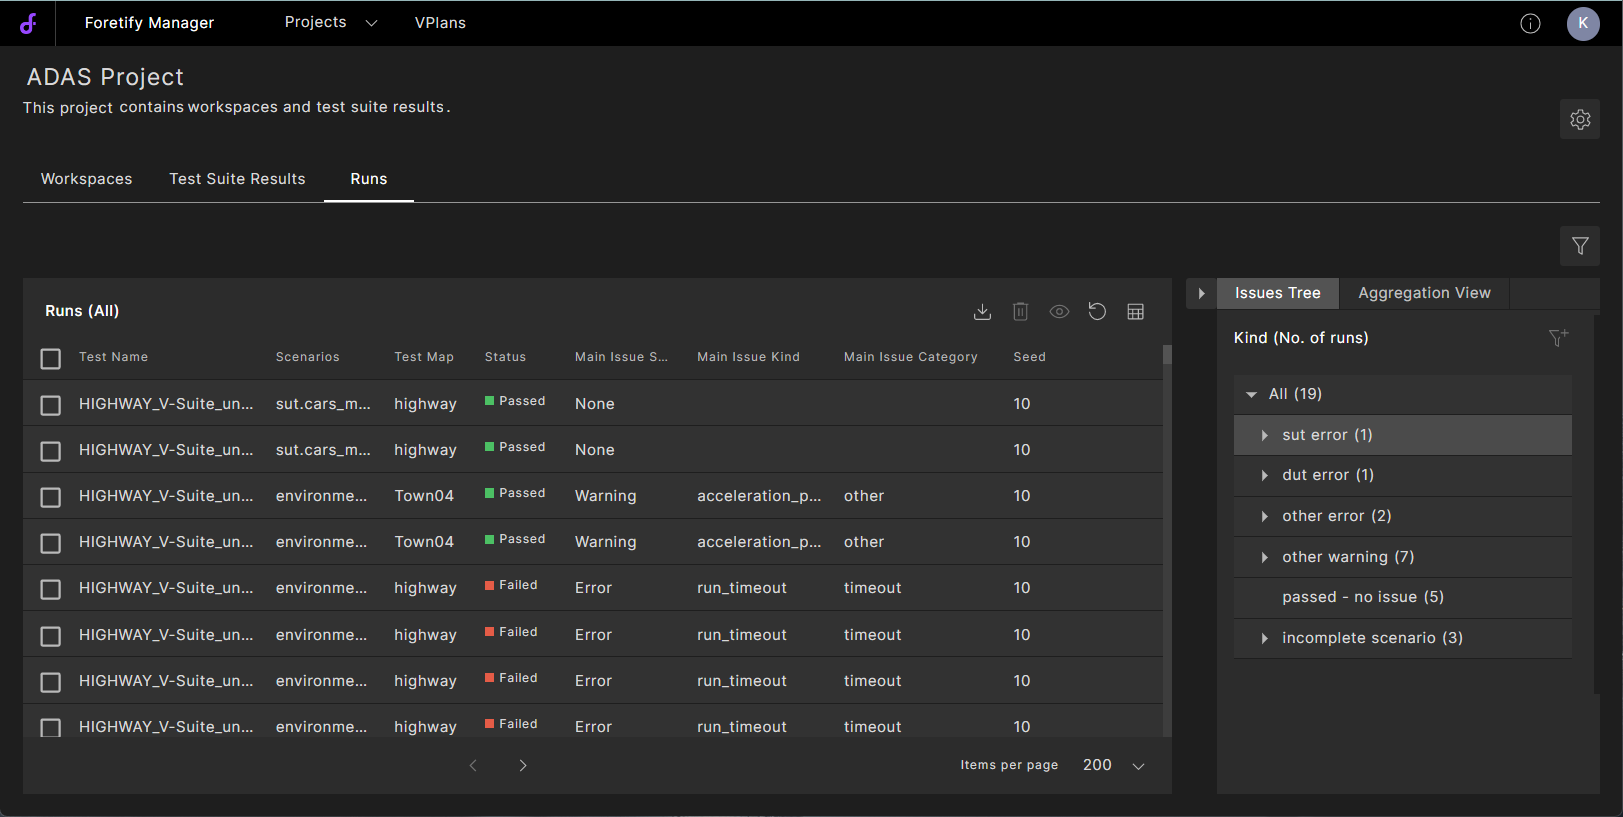 Foretify Manager Projects VPlans K
ADAS Project
This project contains workspaces and test suite results.
Workspaces Test Suite Results Runs
Runs (All)
Test Name Scenarios Test Map Status Main Issue S... Main Issue Kind Main Issue Category Seed
HIGHWAY_V-Suite_un... sut.cars_m... highway Passed None 10
HIGHWAY_V-Suite_un... sut.cars_m... highway Passed None 10
HIGHWAY_V-Suite_un... environme... Town04 Passed Warning acceleration_p... other 10
HIGHWAY_V-Suite_un... environme... Town04 Passed Warning acceleration_p... other 10
HIGHWAY_V-Suite_un... environme... highway Failed Error run_timeout timeout 10
HIGHWAY_V-Suite_un... environme... highway Failed Error run_timeout timeout 10
HIGHWAY_V-Suite_un... environme... highway Failed Error run_timeout timeout 10
HIGHWAY_V-Suite_un... environme... highway Failed Error run_timeout timeout 10
Items per page 200
Issues Tree Aggregation View
Kind (No. of runs)
All (19)
sut error (1)
dut error (1)
other error (2)
other warning (7)
passed - no issue (5)
incomplete scenario (3)